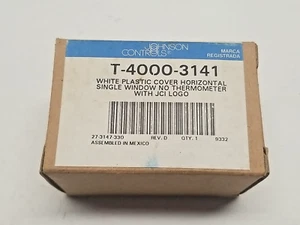 JOHNSON
CONTROLS
MARCA
REGISTRADA
T-4000-3141
WHITE PLASTIC COVER HORIZONTAL
SINGLE WINDOW NO THERMOMETER
WITH JCI LOGO
27-3147-330 REV. D QTY. 1 9332
ASSEMBLED IN MEXICO